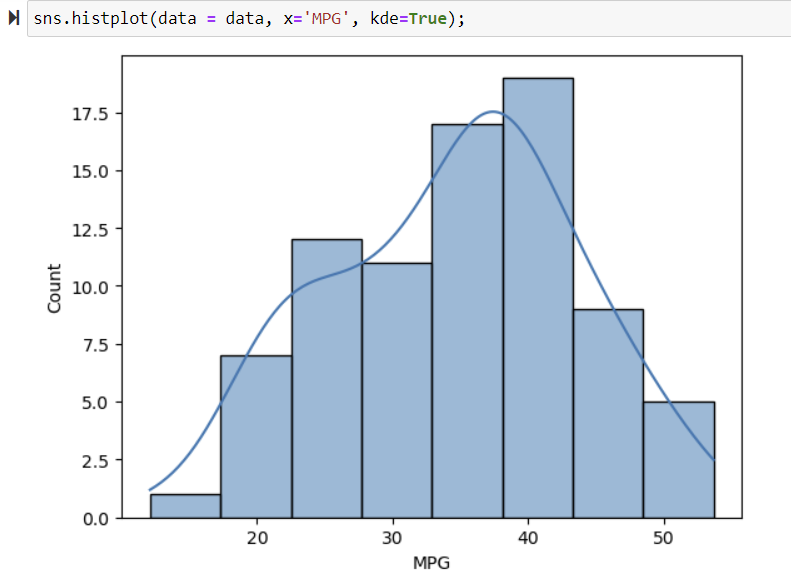 sns.histplot(data = data, x='MPG', kde=True);
17.5
15.0
12.5
10.0
7.5
5.0
2.5
0.0
Count
20 30 40 50
MPG